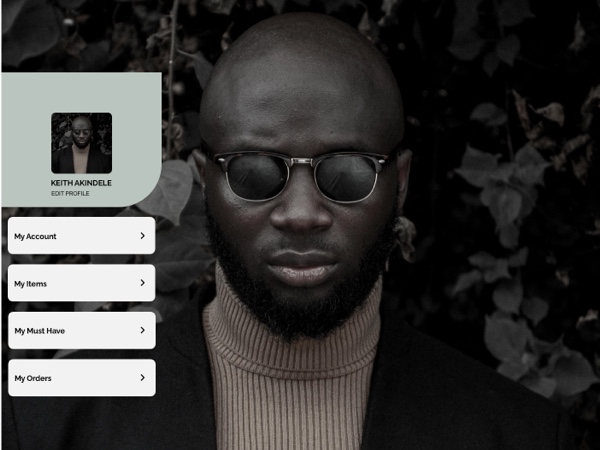 KEITH AKINDELE
EDIT PROFILE
My Account
My Items
My Must Have
My Orders